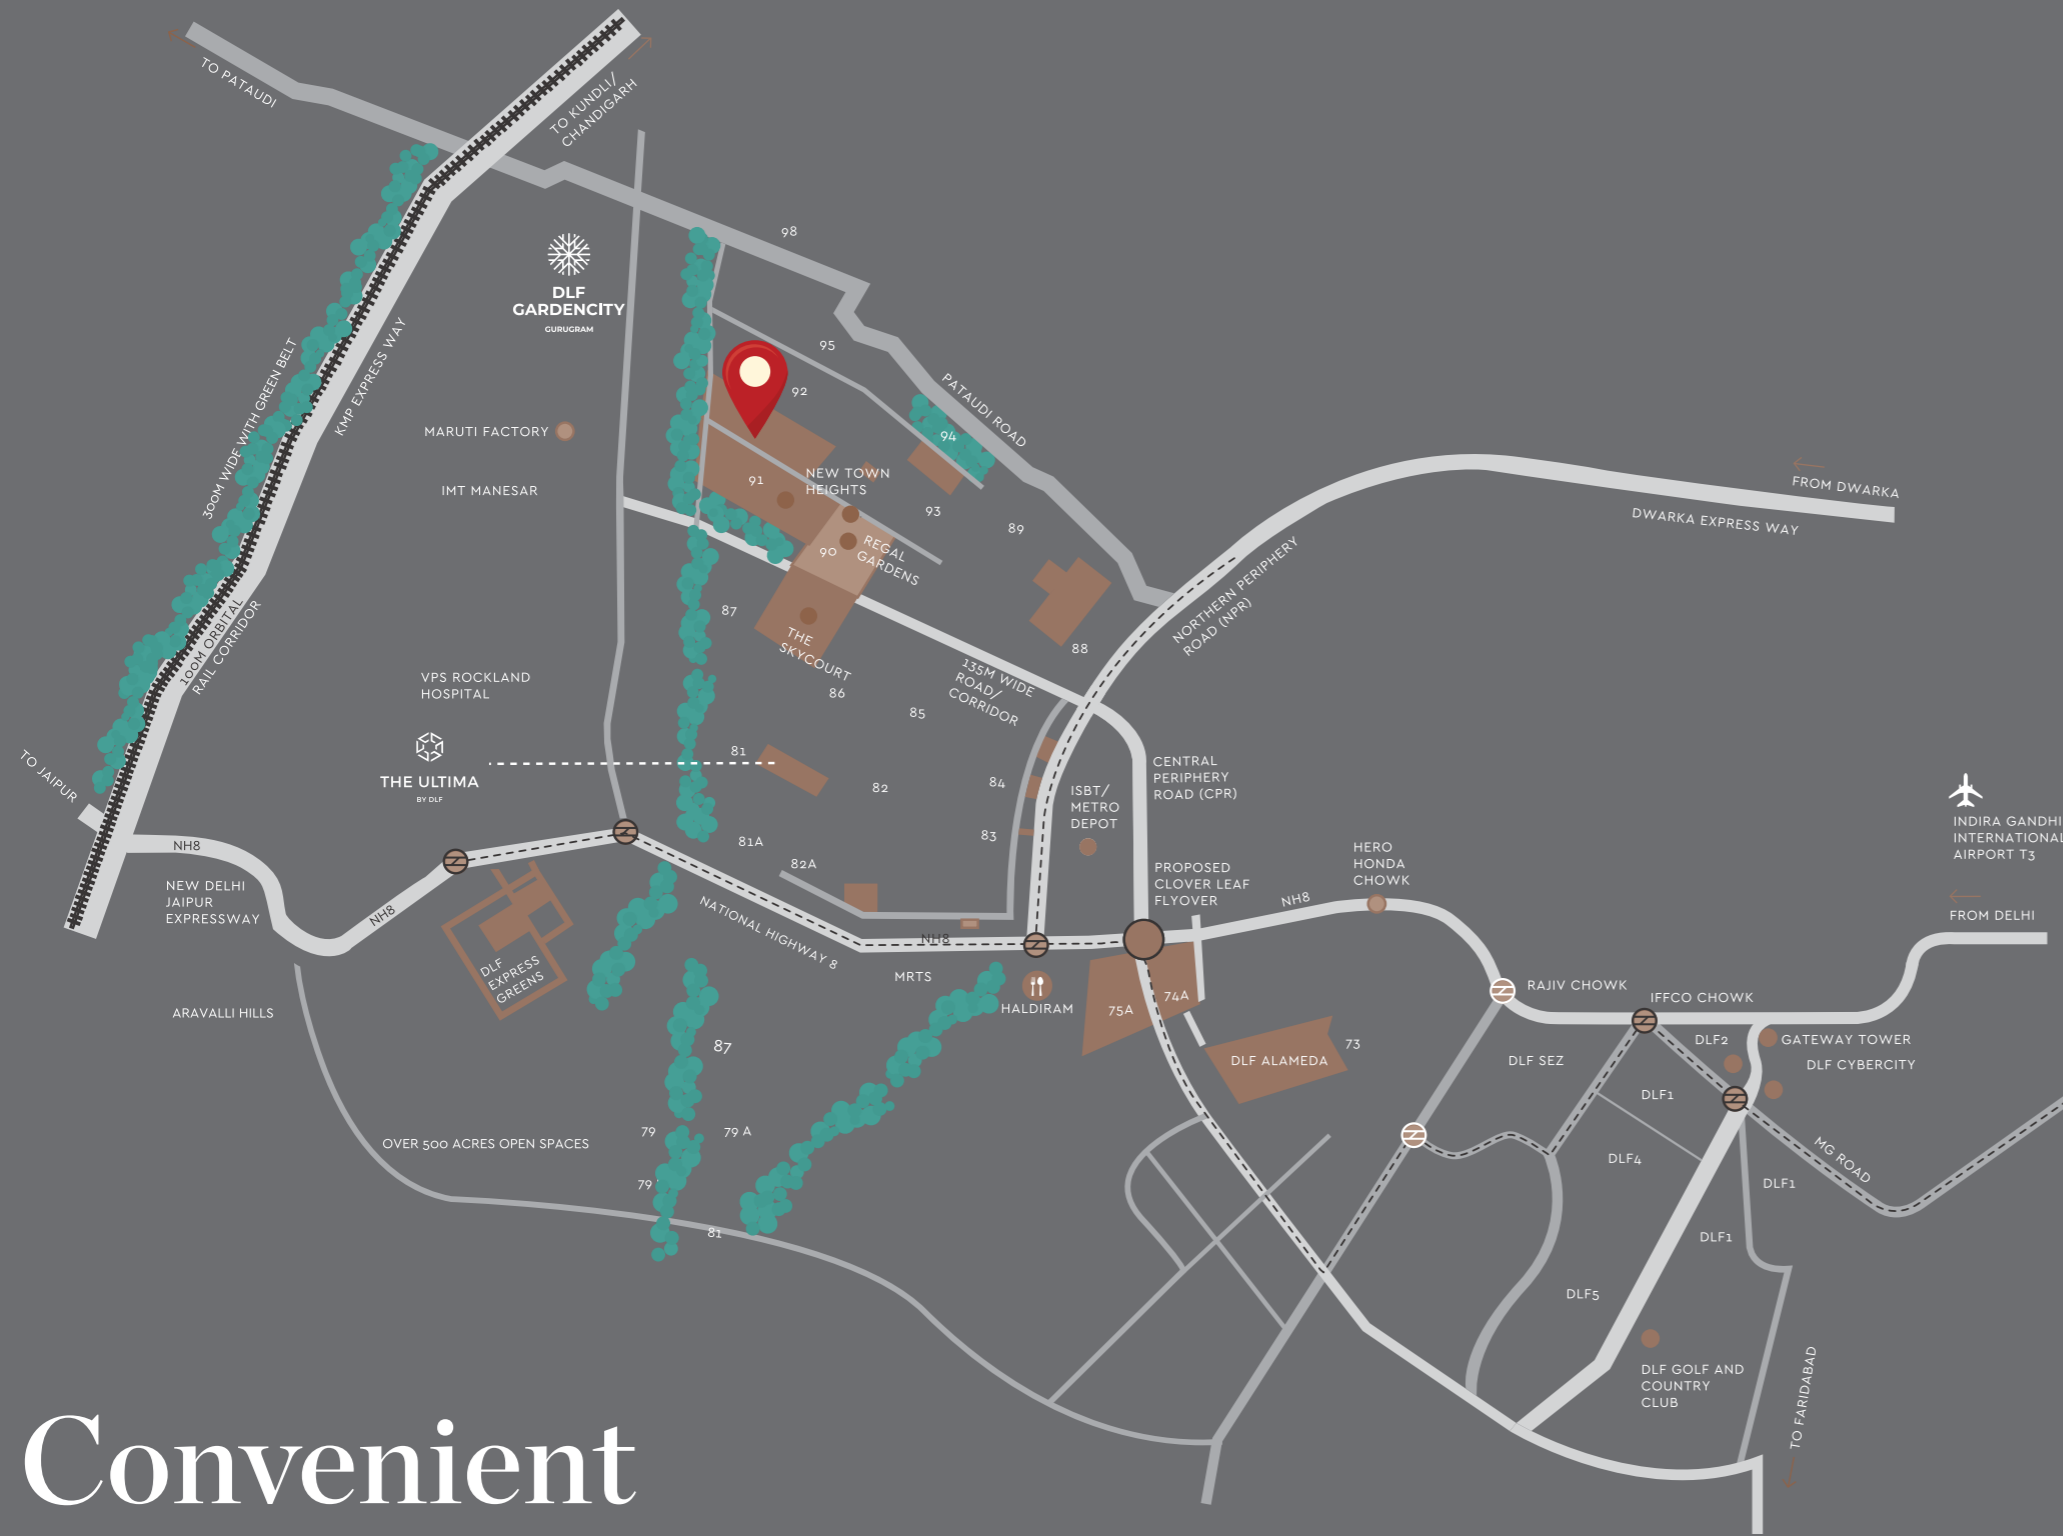 TO PATAUDI
TO KUNDLI/
CHANDIGARH
98
DLF
GARDENCITY
GURUGRAM
95
300M WIDE WITH GREEN BELT
KMP EXPRESS WAY
92
PATAUDI ROAD
MARUTI FACTORY
94
91
NEW TOWN
HEIGHTS
IMT MANESAR
93
89
FROM DWARKA
DWARKA EXPRESS WAY
90
REGAL
GARDENS
NORTHERN PERIPHERY
ROAD (NPR)
100M ORBITAL
RAIL CORRIDOR
87
THE
SKYCOURT
88
VPS ROCKLAND
HOSPITAL
86
85
135M WIDE
ROAD/
CORRIDOR
TO JAIPUR
THE ULTIMA
BY DLF
81
82
84
CENTRAL
PERIPHERY
ROAD (CPR)
ISBT/
METRO
DEPOT
83
INDIRA GANDHI
INTERNATIONAL
AIRPORT T3
NH8
81A
82A
PROPOSED
CLOVER LEAF
FLYOVER
HERO
HONDA
CHOWK
NEW DELHI
JAIPUR
EXPRESSWAY
NH8
NATIONAL HIGHWAY 8
NH8
NH8
FROM DELHI
DLF
EXPRESS
GREENS
MRTS
HALDIRAM
75A
74A
RAJIV CHOWK
IFFCO CHOWK
ARAVALLI HILLS
87
DLF ALAMEDA
73
DLF SEZ
DLF2
GATEWAY TOWER
DLF CYBERCITY
DLF1
OVER 500 ACRES OPEN SPACES
79
79 A
DLF4
MG ROAD
79
DLF1
81
DLF1
DLF5
DLF GOLF AND
COUNTRY
CLUB
TO FARIDABAD
Convenient